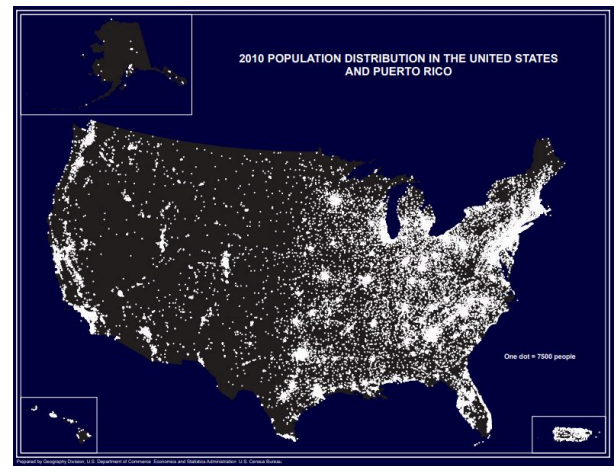 2010 POPULATION DISTRIBUTION IN THE UNITED STATES
AND PUERTO RICO
One dot = 7500 people
Prepared by Geography Division, U.S. Department of Commerce Economics and Statistics Administration U.S. Census Bureau